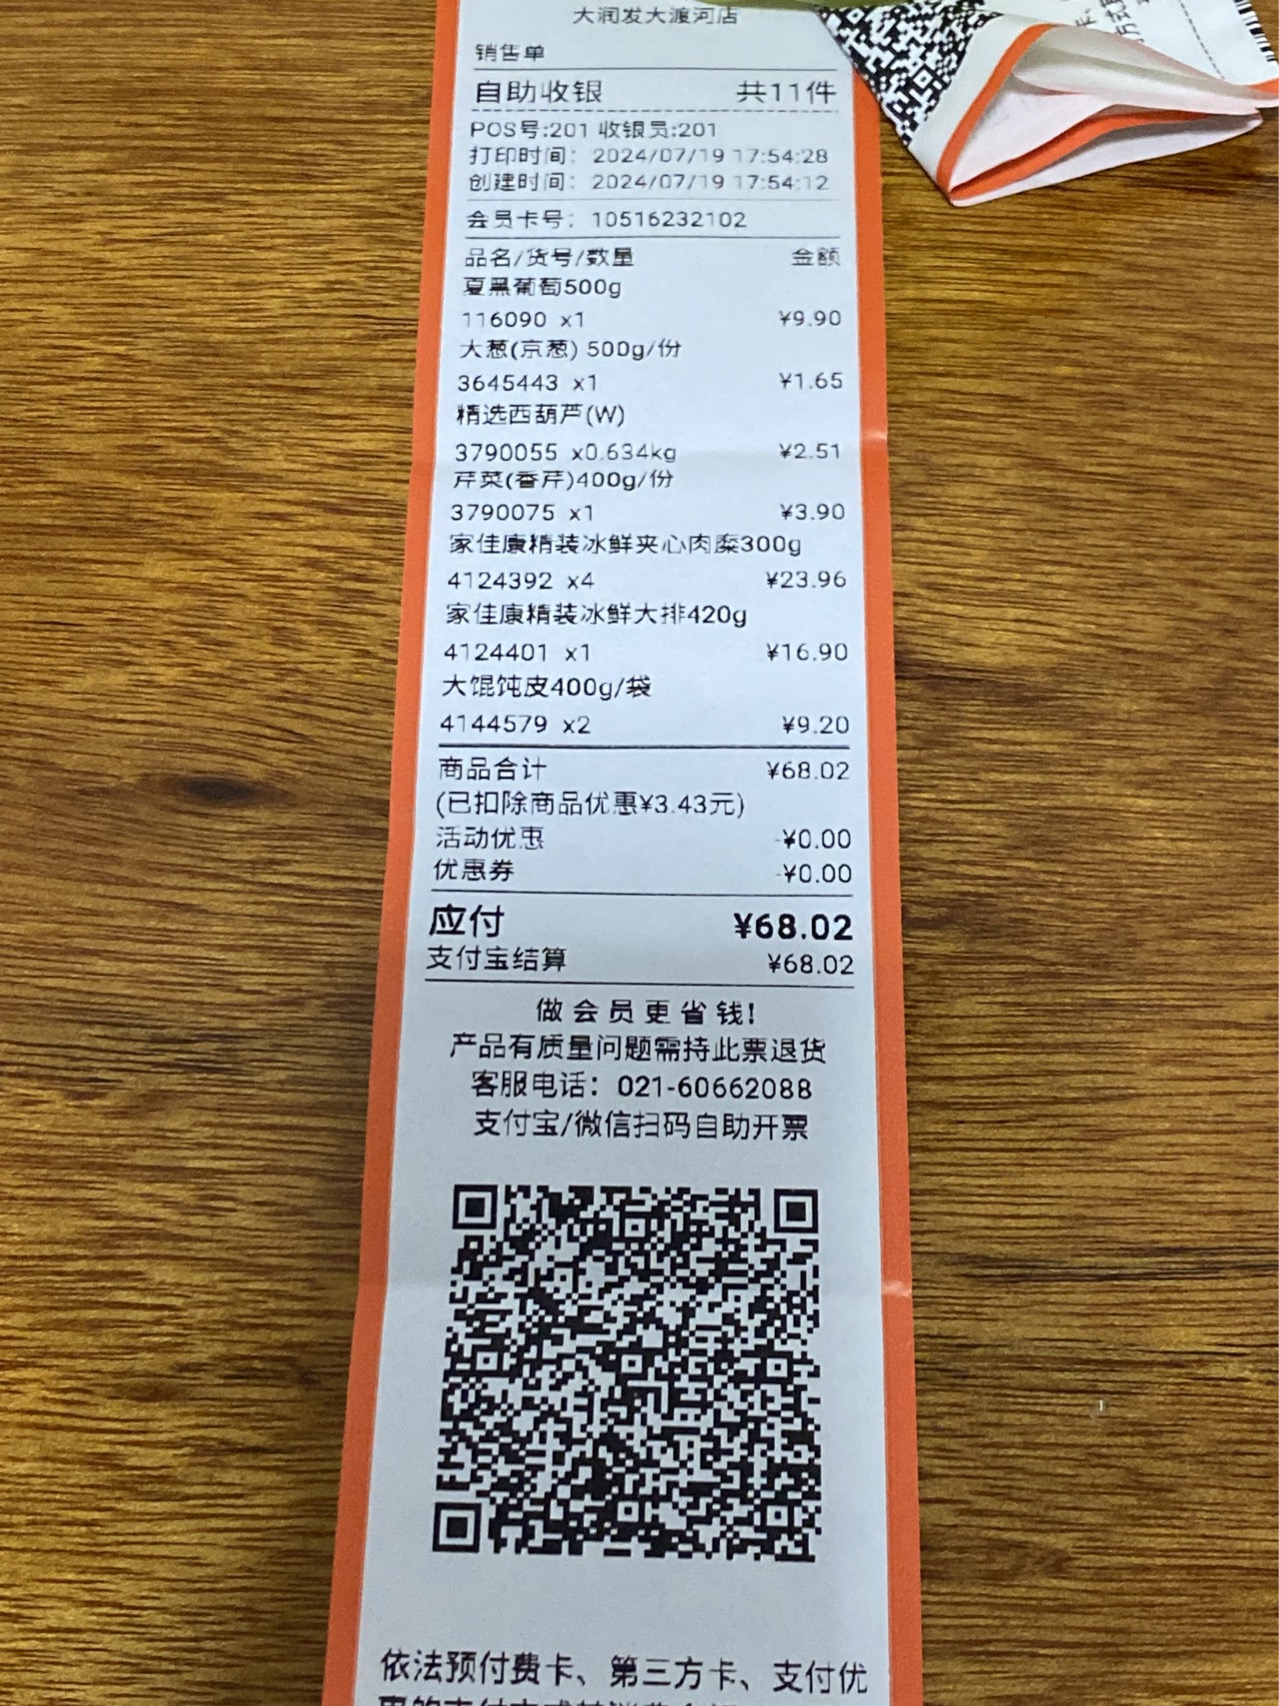 大润发大渡河店
销售单
自助收银 共11件
POS号:201 收银员:201
打印时间: 2024/07/19 17:54:28
创建时间: 2024/07/19 17:54:12
会员卡号: 10516232102
品名/货号/数量 金额
夏黑葡萄500g
116090 x1 ¥9.90
大葱(京葱) 500g/份
3645443 x1 ¥1.65
精选西葫芦(W)
3790055 x0.634kg ¥2.51
芹菜(香芹)400g/份
3790075 x1 ¥3.90
家佳康精装冰鲜夹心肉糜300g
4124392 x4 ¥23.96
家佳康精装冰鲜大排420g
4124401 x1 ¥16.90
大馄饨皮400g/袋
4144579 x2 ¥9.20
商品合计 ¥68.02
(已扣除商品优惠¥3.43元)
活动优惠 -¥0.00
优惠券 -¥0.00
应付 ¥68.02
支付宝结算 ¥68.02
做会员更省钱!
产品有质量问题需持此票退货
客服电话: 021-60662088
支付宝/微信扫码自助开票
依法预付费卡、第三方卡、支付优